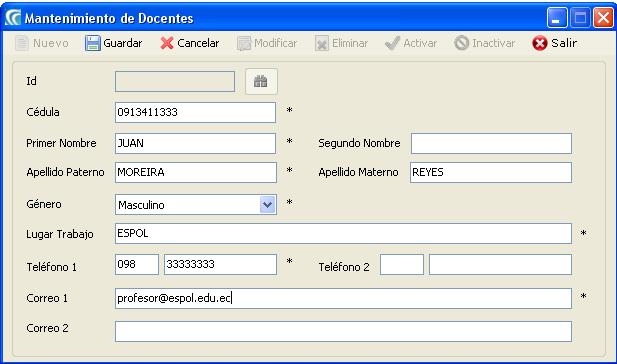 Mantenimiento de Docentes
Nuevo Guardar Cancelar Modificar Eliminar Activar Inactivar Salir
Id
Cédula 0913411333 *
Primer Nombre JUAN * Segundo Nombre
Apellido Paterno MOREIRA * Apellido Materno REYES
Género Masculino *
Lugar Trabajo ESPOL *
Teléfono 1 098 33333333 * Teléfono 2
Correo 1 profesor@espol.edu.ec *
Correo 2